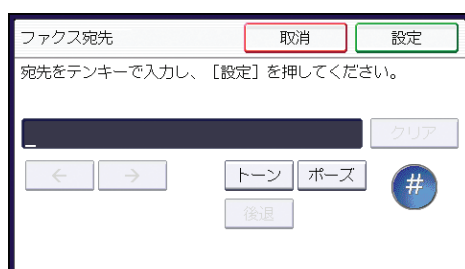 ファクス宛先 取消 設定
宛先をテンキーで入力し、［設定］を押してください。
クリア
← → トーン ポーズ #
後退